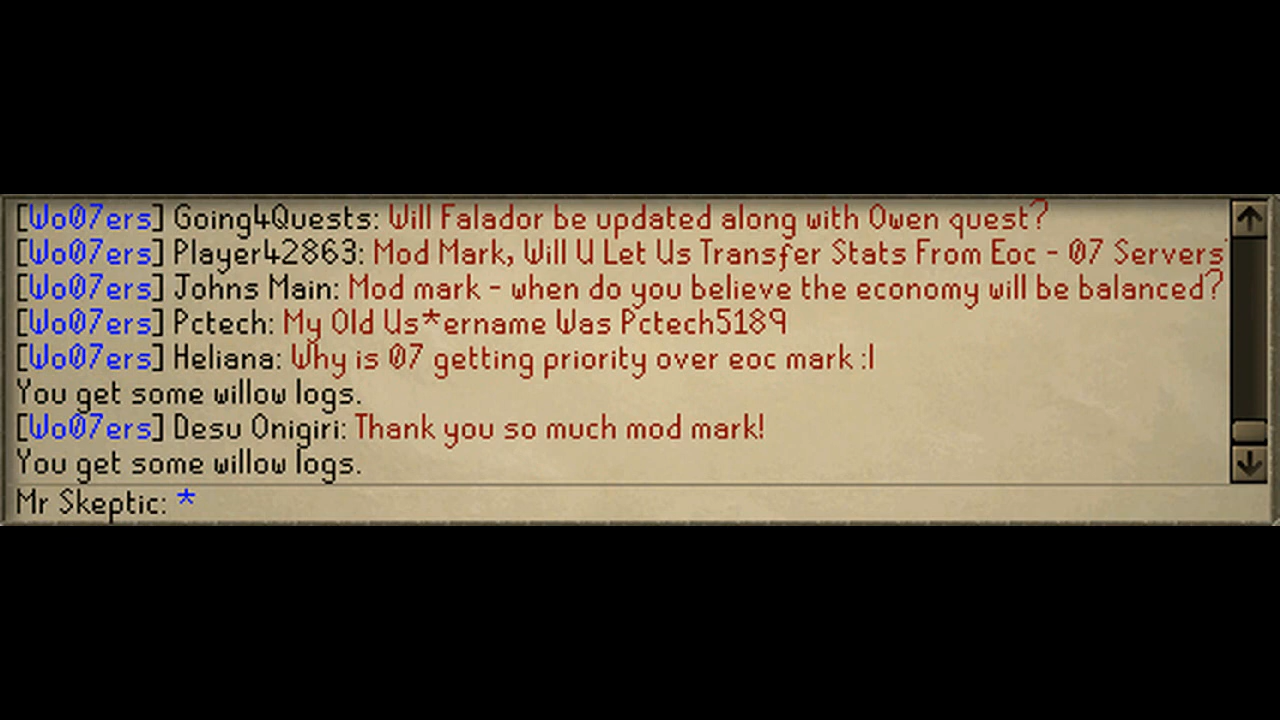 [Wo07ers] Going4Quests: Will Falador be updated along with Owen quest?
[Wo07ers] Player42863: Mod Mark, Will U Let Us Transfer Stats From Eoc - 07 Servers
[Wo07ers] Johns Main: Mod mark - when do you believe the economy will be balanced?
[Wo07ers] Pctech: My Old Us*ername Was Pctech5189
[Wo07ers] Heliana: Why is 07 getting priority over eoc mark :l
You get some willow logs.
[Wo07ers] Desu Onigiri: Thank you so much mod mark!
You get some willow logs.
Mr Skeptic: *